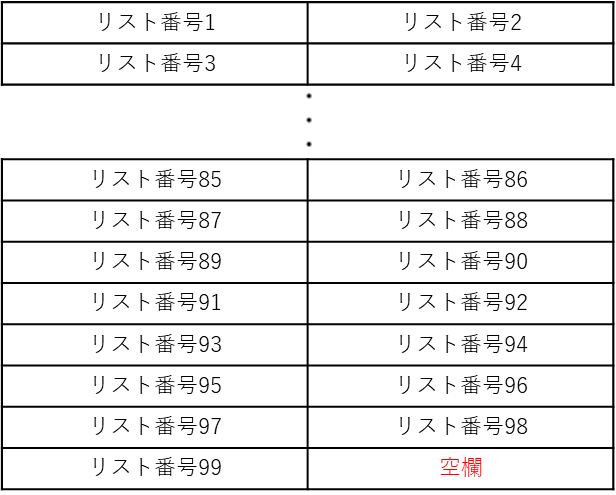 リスト番号1 リスト番号2
リスト番号3 リスト番号4
・
・
・
リスト番号85 リスト番号86
リスト番号87 リスト番号88
リスト番号89 リスト番号90
リスト番号91 リスト番号92
リスト番号93 リスト番号94
リスト番号95 リスト番号96
リスト番号97 リスト番号98
リスト番号99 空欄